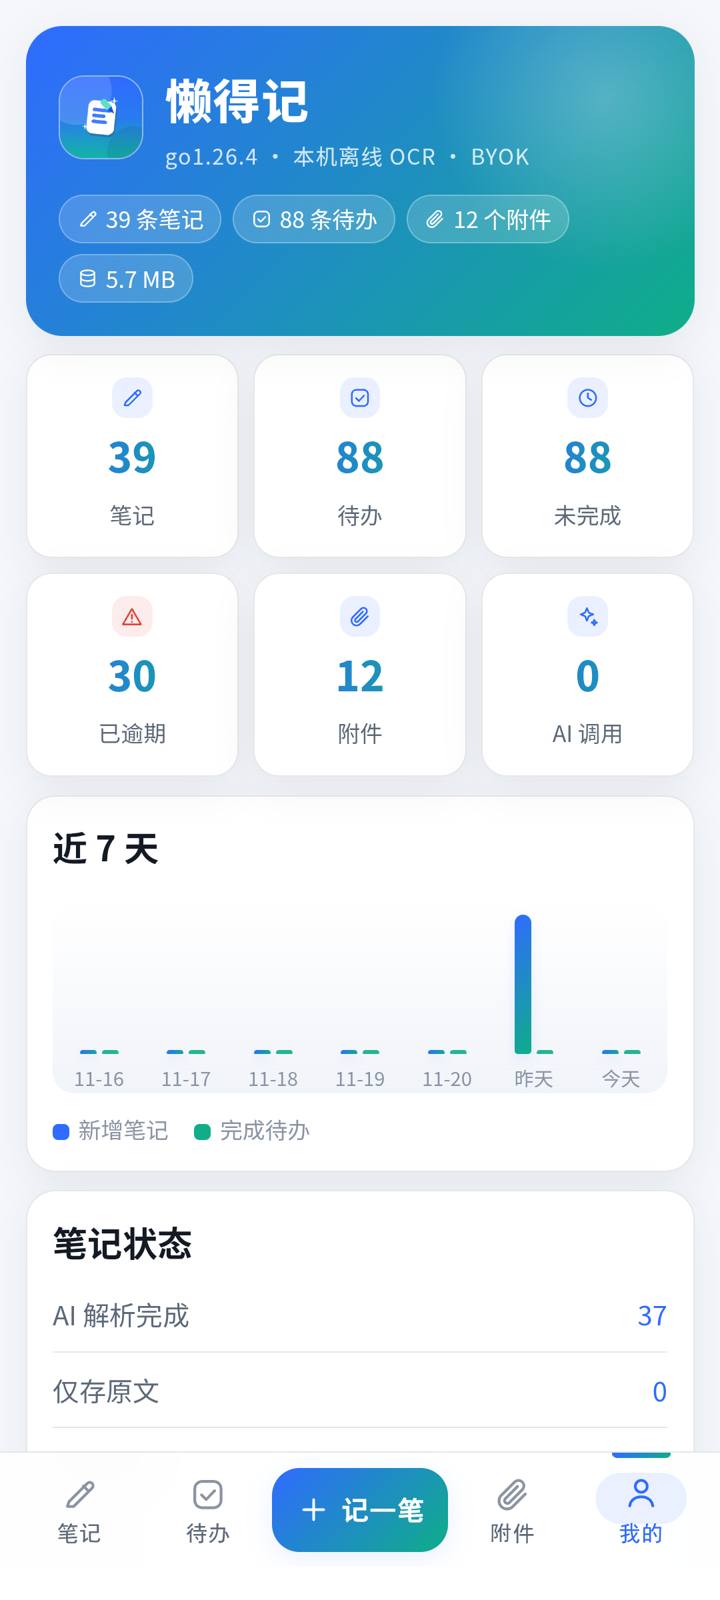 懒得记
go1.26.4 · 本机离线 OCR · BYOK
39 条笔记 88 条待办 12 个附件
5.7 MB
39 88 88
笔记 待办 未完成
30 12 0
已逾期 附件 AI 调用
近 7 天
11-16 11-17 11-18 11-19 11-20 昨天 今天
新增笔记 完成待办
笔记状态
AI 解析完成 37
仅存原文 0
笔记 待办 + 记一笔 附件 我的